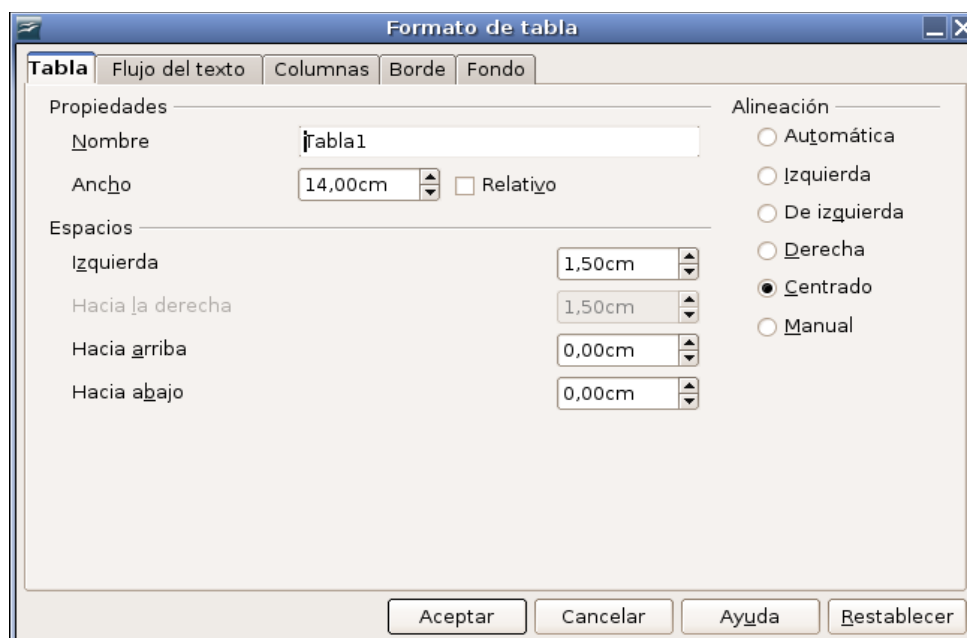 Formato de tabla
Tabla Flujo del texto Columnas Borde Fondo
Propiedades
Nombre Tabla1
Ancho 14,00cm Relativo
Espacios
Izquierda 1,50cm
Hacia la derecha 1,50cm
Hacia arriba 0,00cm
Hacia abajo 0,00cm
Alineación
Automática
Izquierda
De izquierda
Derecha
Centrado
Manual
Aceptar Cancelar Ayuda Restablecer